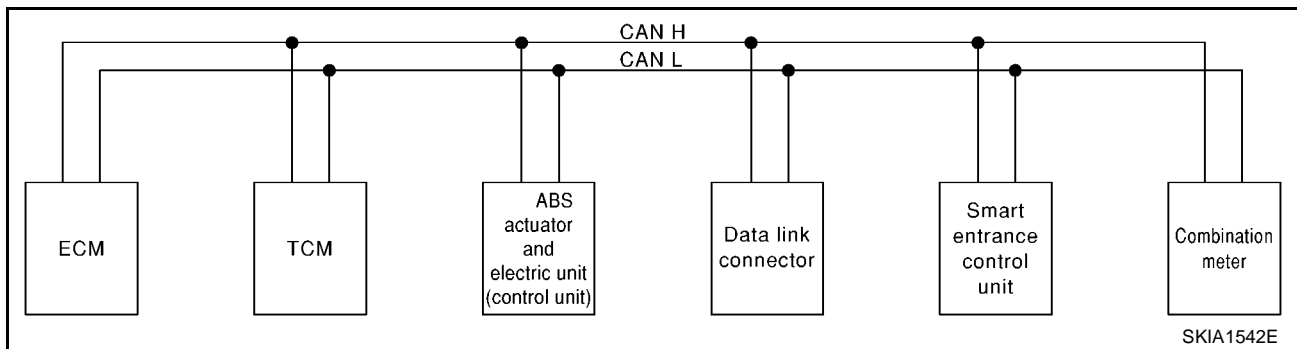 CAN H
CAN L
ECM
TCM
ABS
actuator
and
electric unit
(control unit)
Data link
connector
Smart
entrance
control
unit
Combination
meter
SKIA1542E